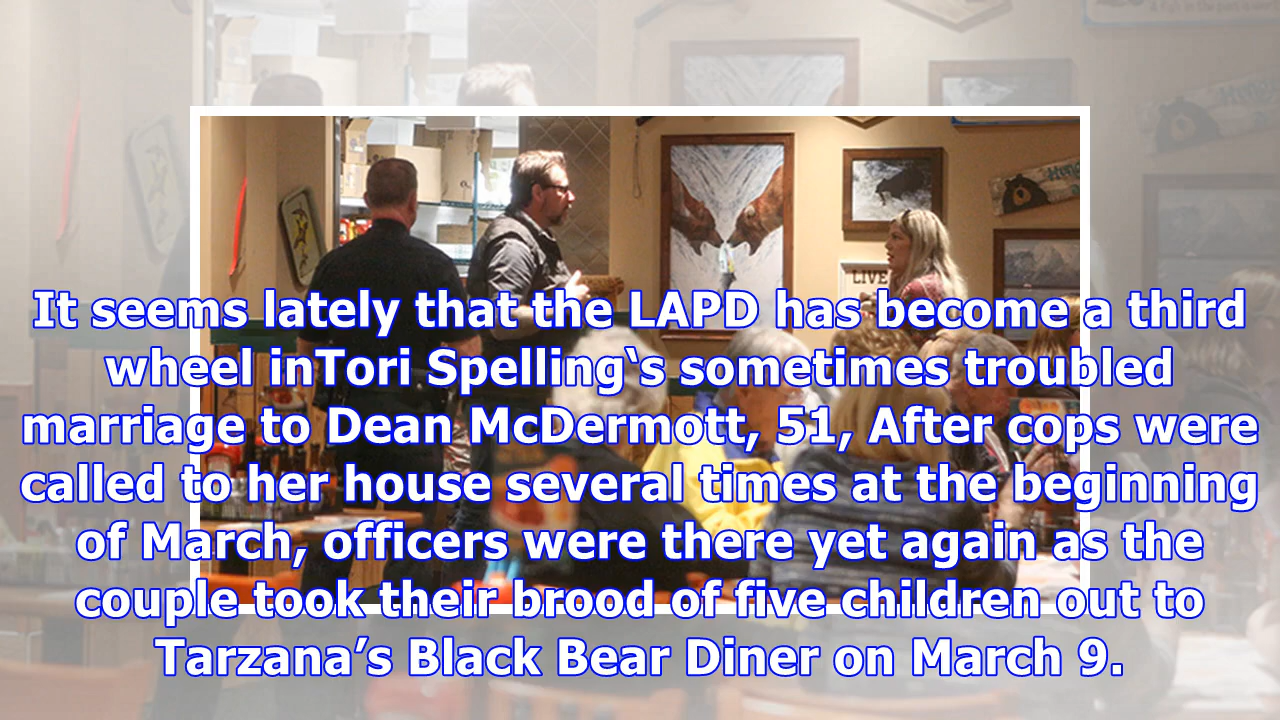 It seems lately that the LAPD has become a third
wheel inTori Spelling‘s sometimes troubled
marriage to Dean McDermott, 51, After cops were
called to her house several times at the beginning
of March, officers were there yet again as the
couple took their brood of five children out to
Tarzana’s Black Bear Diner on March 9.
LIVE